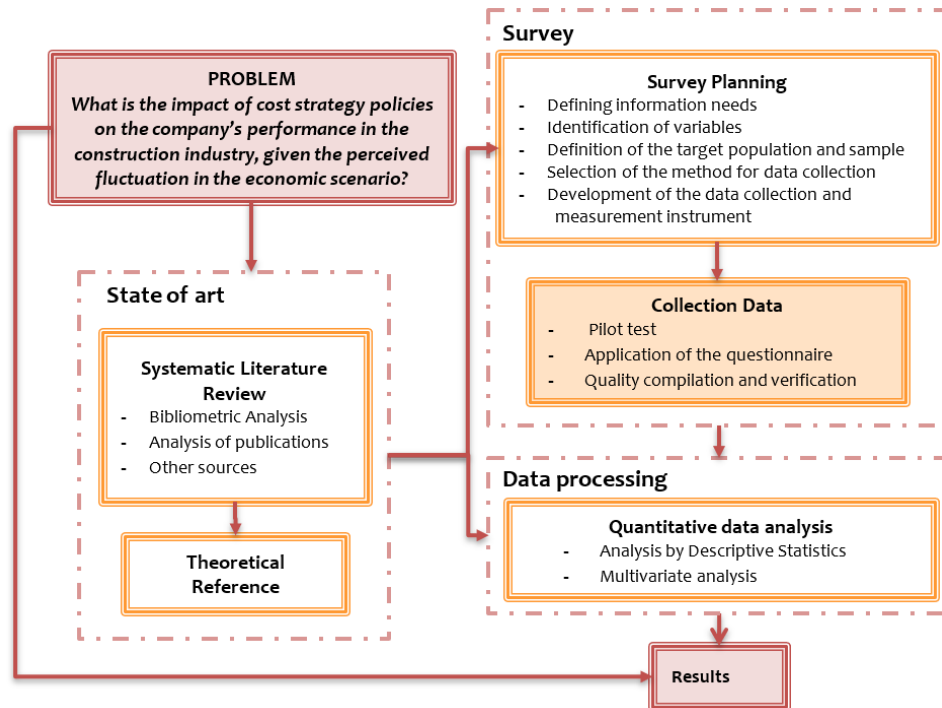 PROBLEM
What is the impact of cost strategy policies
on the company's performance in the
construction industry, given the perceived
fluctuation in the economic scenario?
State of art
Systematic Literature
Review
- Bibliometric Analysis
- Analysis of publications
- Other sources
Theoretical
Reference
Survey
Survey Planning
- Defining information needs
- Identification of variables
- Definition of the target population and sample
- Selection of the method for data collection
- Development of the data collection and
measurement instrument
Collection Data
- Pilot test
- Application of the questionnaire
- Quality compilation and verification
Data processing
Quantitative data analysis
- Analysis by Descriptive Statistics
- Multivariate analysis
Results